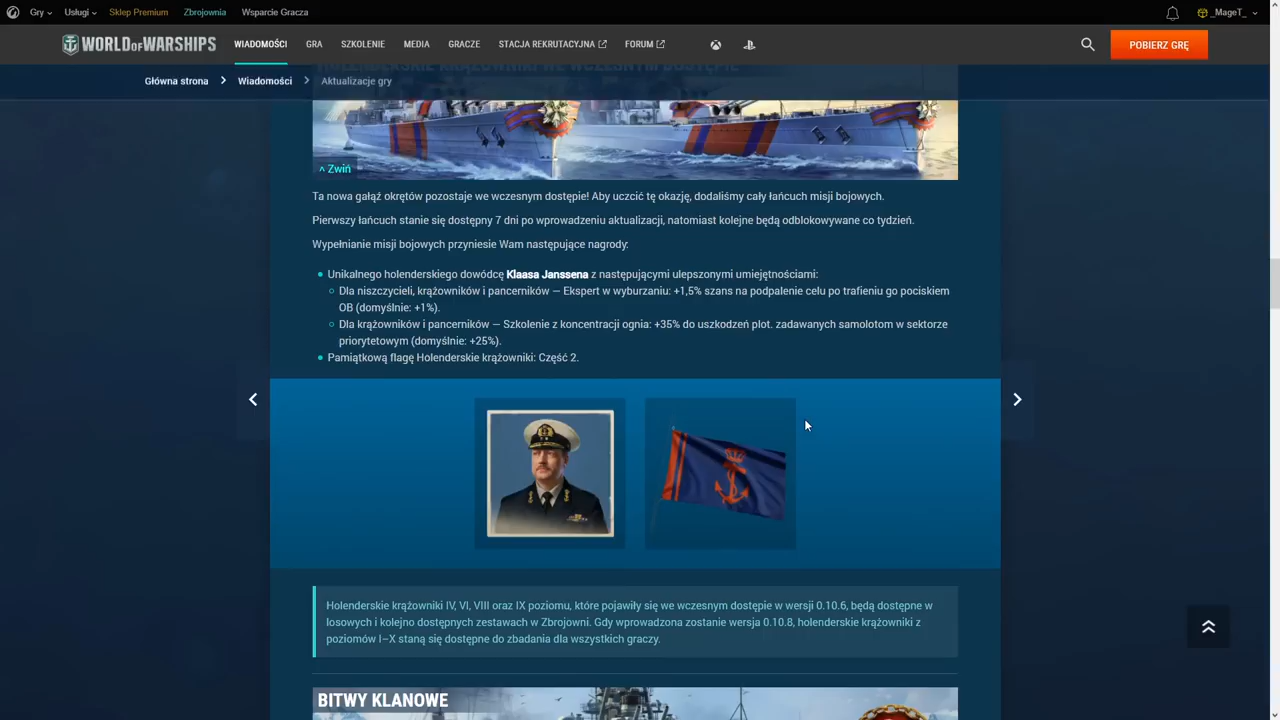 Gry Usługi Sklep Premium Zbrojownia Wsparcie Gracza _MageT_
WORLD OF WARSHIPS WIADOMOŚCI GRA SZKOLENIE MEDIA GRACZE STACJA REKRUTACYJNA FORUM POBIERZ GRĘ
Główna strona Wiadomości Aktualizacje gry
^ Zwiń
Ta nowa gałąź okrętów pozostaje we wczesnym dostępie! Aby uczcić tę okazję, dodaliśmy cały łańcuch misji bojowych.
Pierwszy łańcuch stanie się dostępny 7 dni po wprowadzeniu aktualizacji, natomiast kolejne będą odblokowywane co tydzień.
Wypełnianie misji bojowych przyniesie Wam następujące nagrody:
Unikalnego holenderskiego dowódcę Klaasa Janssena z następującymi ulepszonymi umiejętnościami:
Dla niszczycieli, krążowników i pancerników — Ekspert w wyburzaniu: +1,5% szans na podpalenie celu po trafieniu go pociskiem
OB (domyślnie: +1%).
Dla krążowników i pancerników — Szkolenie z koncentracji ognia: +35% do uszkodzeń plot. zadawanych samolotom w sektorze
priorytetowym (domyślnie: +25%).
Pamiątkową flagę Holenderskie krążowniki: Część 2.
Holenderskie krążowniki IV, VI, VIII oraz IX poziomu, które pojawiły się we wczesnym dostępie w wersji 0.10.6, będą dostępne w
losowych i kolejno dostępnych zestawach w Zbrojowni. Gdy wprowadzona zostanie wersja 0.10.8, holenderskie krążowniki z
poziomów I–X staną się dostępne do zbadania dla wszystkich graczy.
BITWY KLANOWE